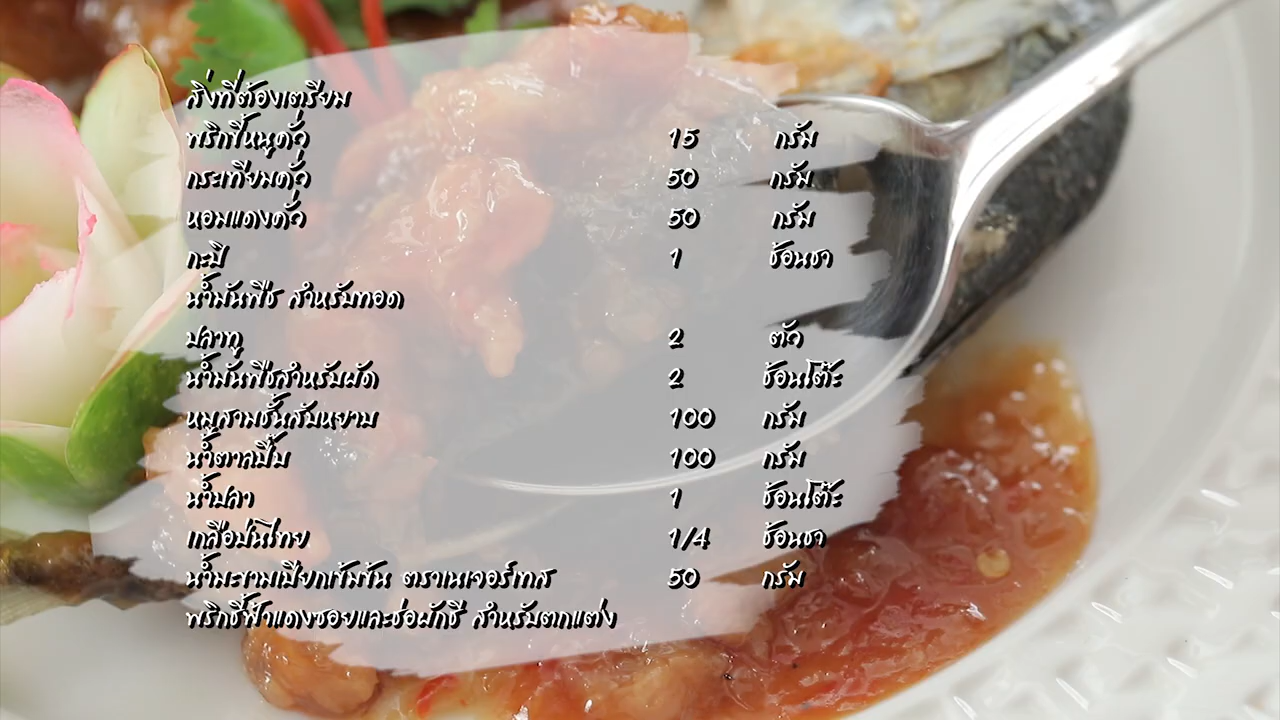 สิ่งที่ต้องเตรียม
พริกขี้หนูคั่ว 15 กรัม
กระเทียมคั่ว 50 กรัม
หอมแดงคั่ว 50 กรัม
กะปิ 1 ช้อนชา
น้ำมันพืช สำหรับทอด
ปลาทู 2 ตัว
น้ำมันพืชสำหรับผัด 2 ช้อนโต๊ะ
หมูสามชั้นสับหยาบ 100 กรัม
น้ำตาลปี๊บ 100 กรัม
น้ำปลา 1 ช้อนโต๊ะ
เกลือป่นไทย 1/4 ช้อนชา
น้ำมะขามเปียกเข้มข้น ตราเนเจอร์เทส 50 กรัม
พริกชี้ฟ้าแดงซอยและช่อผักชี สำหรับตกแต่ง